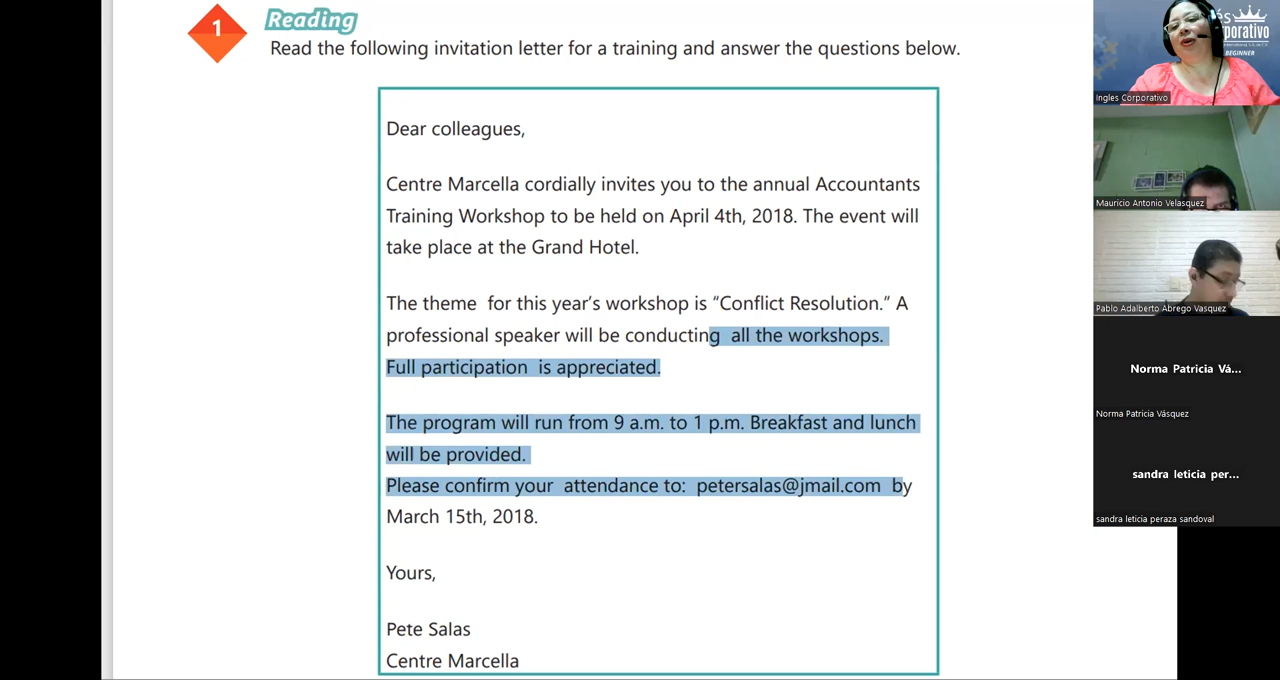 1
Reading
Read the following invitation letter for a training and answer the questions below.
Dear colleagues,
Centre Marcella cordially invites you to the annual Accountants
Training Workshop to be held on April 4th, 2018. The event will
take place at the Grand Hotel.
The theme for this year's workshop is “Conflict Resolution.” A
professional speaker will be conducting all the workshops.
Full participation is appreciated.
The program will run from 9 a.m. to 1 p.m. Breakfast and lunch
will be provided.
Please confirm your attendance to: petersalas@jmail.com by
March 15th, 2018.
Yours,
Pete Salas
Centre Marcella
BEGINNER
Ingles Corporativo
Mauricio Antonio Velasquez
Pablo Adalberto Abrego Vasquez
Norma Patricia Vá...
Norma Patricia Vásquez
sandra leticia per...
sandra leticia peraza sandoval